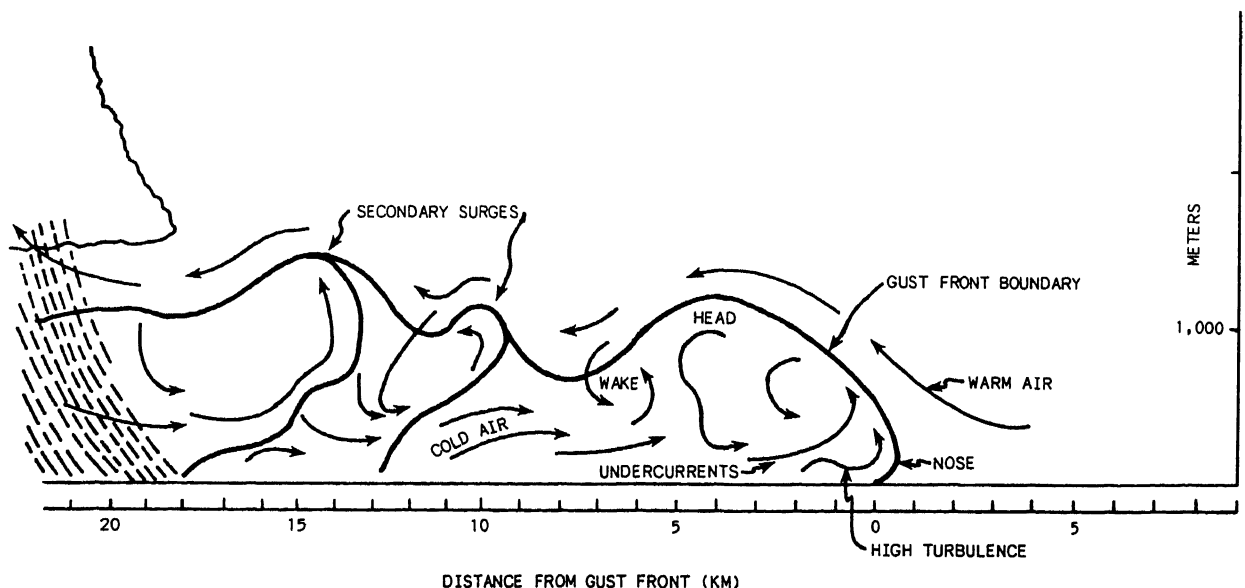 SECONDARY SURGES
METERS
GUST FRONT BOUNDARY
HEAD
1,000
WAKE
WARM AIR
COLD AIR
UNDERCURRENTS
NOSE
20 15 10 5 0 5
HIGH TURBULENCE
DISTANCE FROM GUST FRONT (KM)